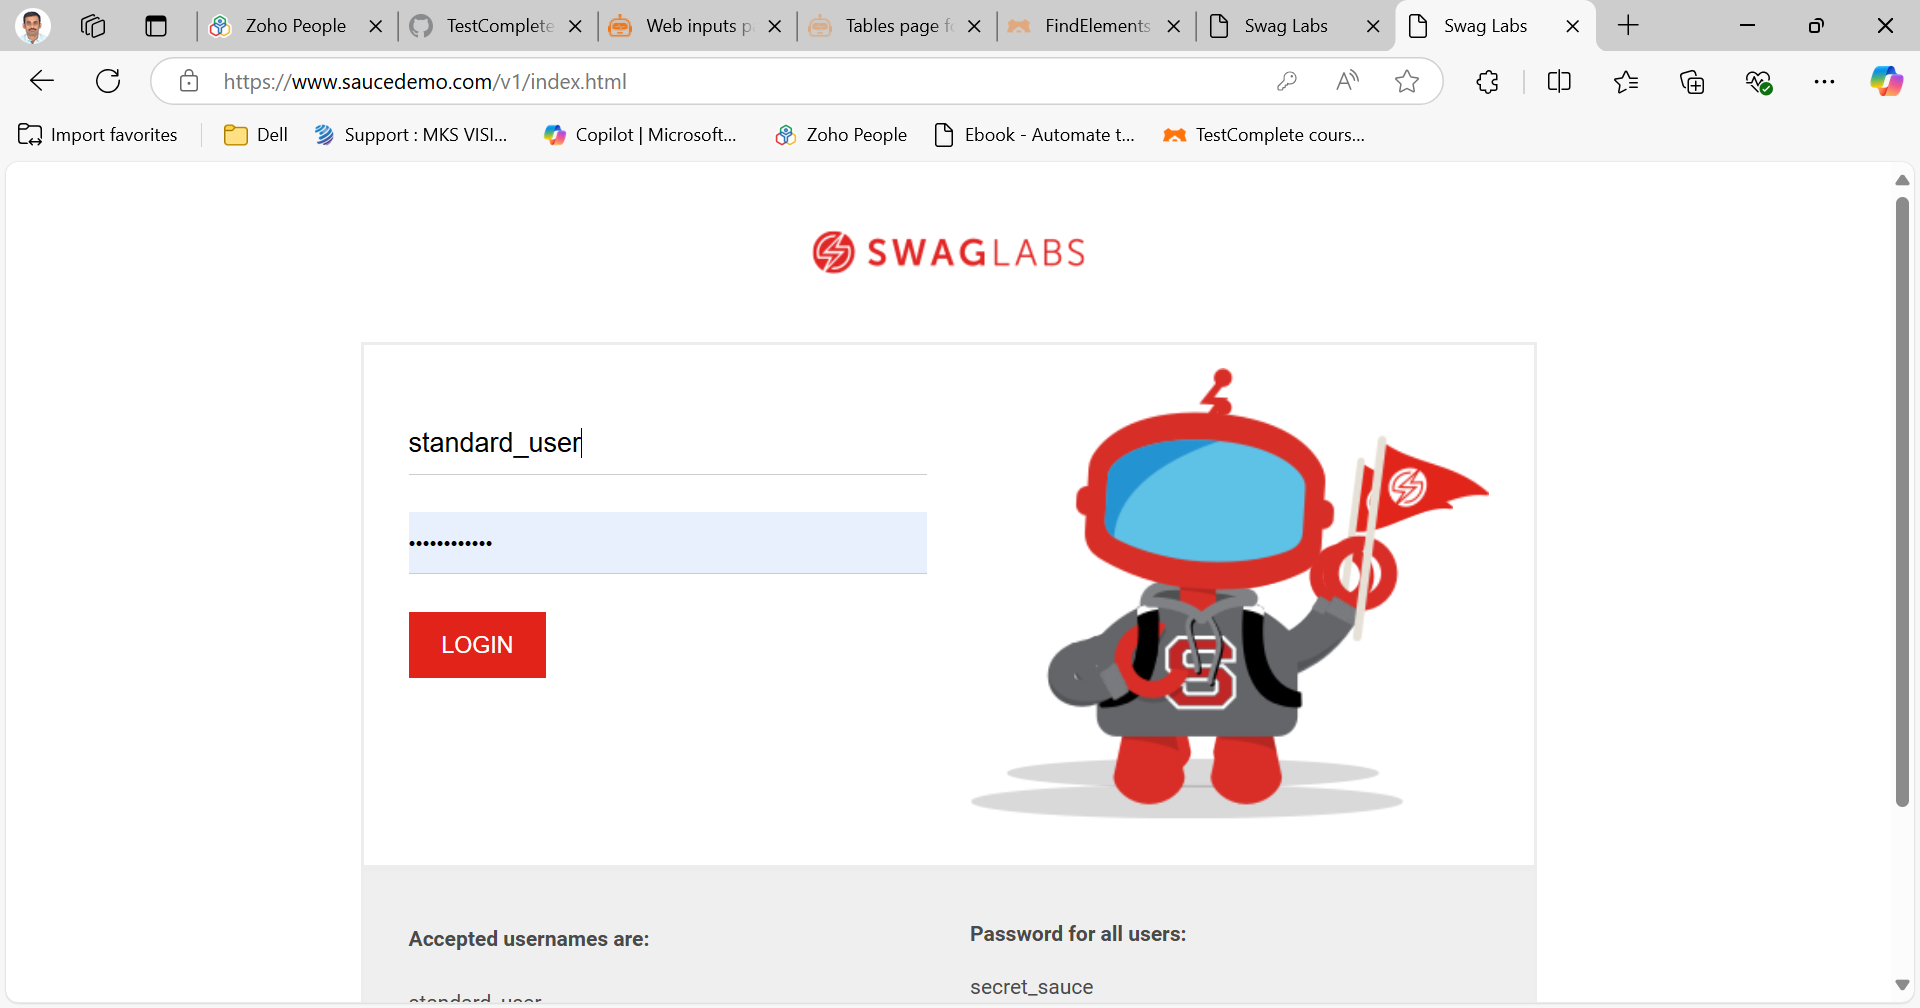 Zoho People
TestComplete
Web inputs p
Tables page f
FindElements
Swag Labs
Swag Labs
https://www.saucedemo.com/v1/index.html
Import favorites
Dell
Support : MKS VISI...
Copilot | Microsoft...
Zoho People
Ebook - Automate t...
TestComplete cours...
SWAGLABS
standard_user
••••••••••••
LOGIN
S
Accepted usernames are:
Password for all users:
standard_user
secret_sauce